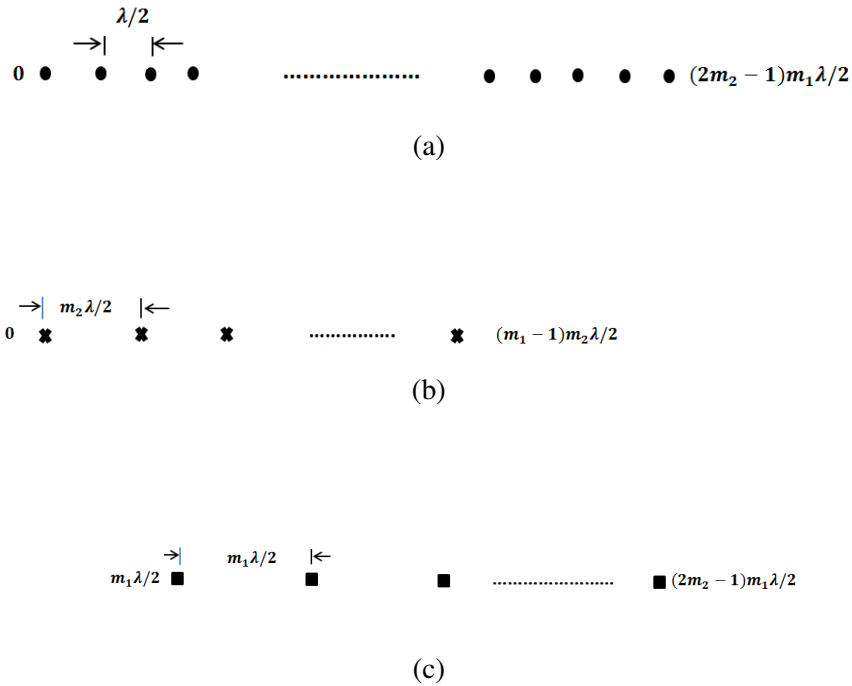 λ/2
0 ..................... (2m₂ − 1)m₁λ/2
(a)
m₂λ/2
0 ................ (m₁ − 1)m₂λ/2
(b)
m₁λ/2
m₁λ/2 ........................ (2m₂ − 1)m₁λ/2
(c)